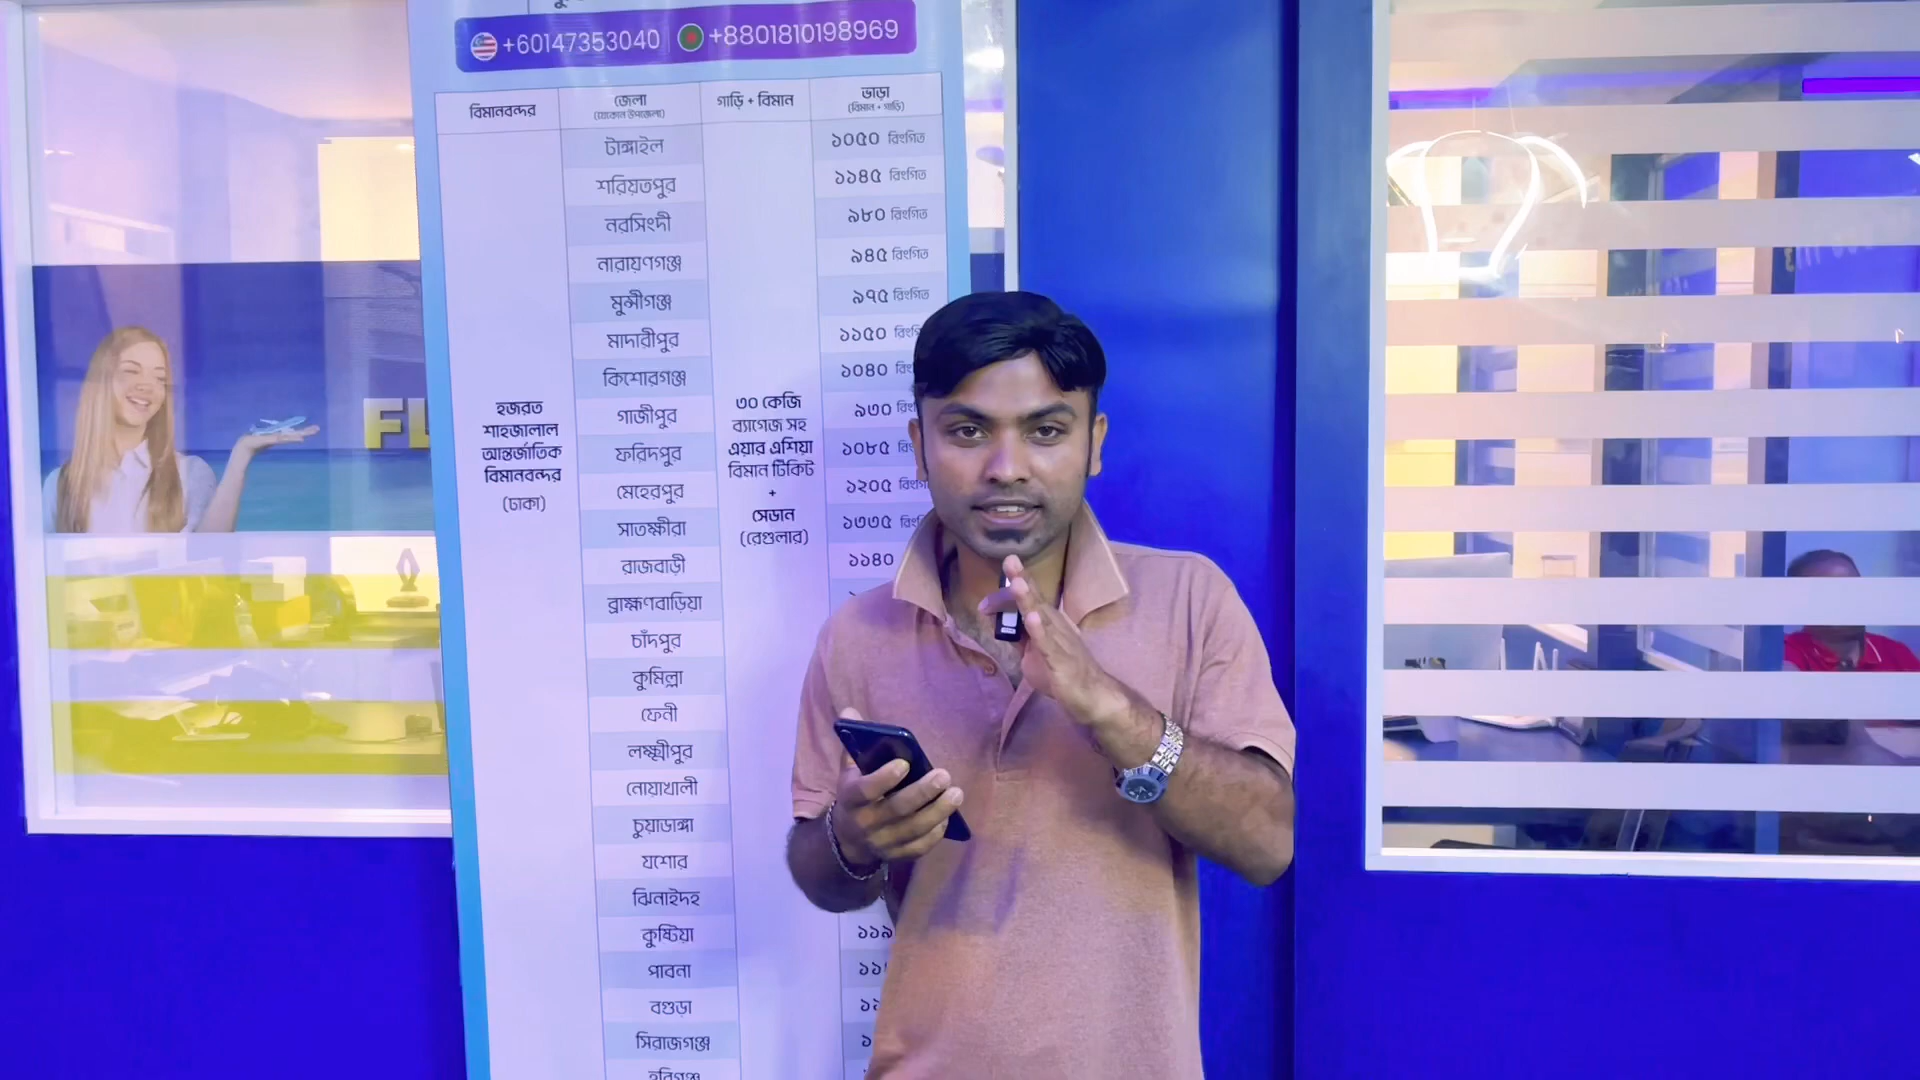 +60147353040 +8801810198969
বিমানবন্দর
জেলা
(যেকোন উপজেলা)
গাড়ি + বিমান
ভাড়া
(বিমান + গাড়ি)
টাঙ্গাইল ১০৫০ রিংগিত
শরিয়তপুর ১১৪৫ রিংগিত
নরসিংদী ৯৮০ রিংগিত
নারায়ণগঞ্জ ৯৪৫ রিংগিত
মুন্সীগঞ্জ ৯৭৫ রিংগিত
মাদারীপুর ১১৫০
কিশোরগঞ্জ ১০৪০
গাজীপুর ৯৩০
ফরিদপুর ১০৮৫
মেহেরপুর ১২০৫
সাতক্ষীরা ১৩৩৫
রাজবাড়ী ১১৪০
ব্রাহ্মণবাড়িয়া
চাঁদপুর
কুমিল্লা
ফেনী
লক্ষ্মীপুর
নোয়াখালী
চুয়াডাঙ্গা
যশোর
ঝিনাইদহ
কুষ্টিয়া
পাবনা
বগুড়া
সিরাজগঞ্জ
হজরত
শাহজালাল
আন্তর্জাতিক
বিমানবন্দর
(ঢাকা)
৩০ কেজি
ব্যাগেজ সহ
এয়ার এশিয়া
বিমান টিকিট
+
সেডান
(রেগুলার)